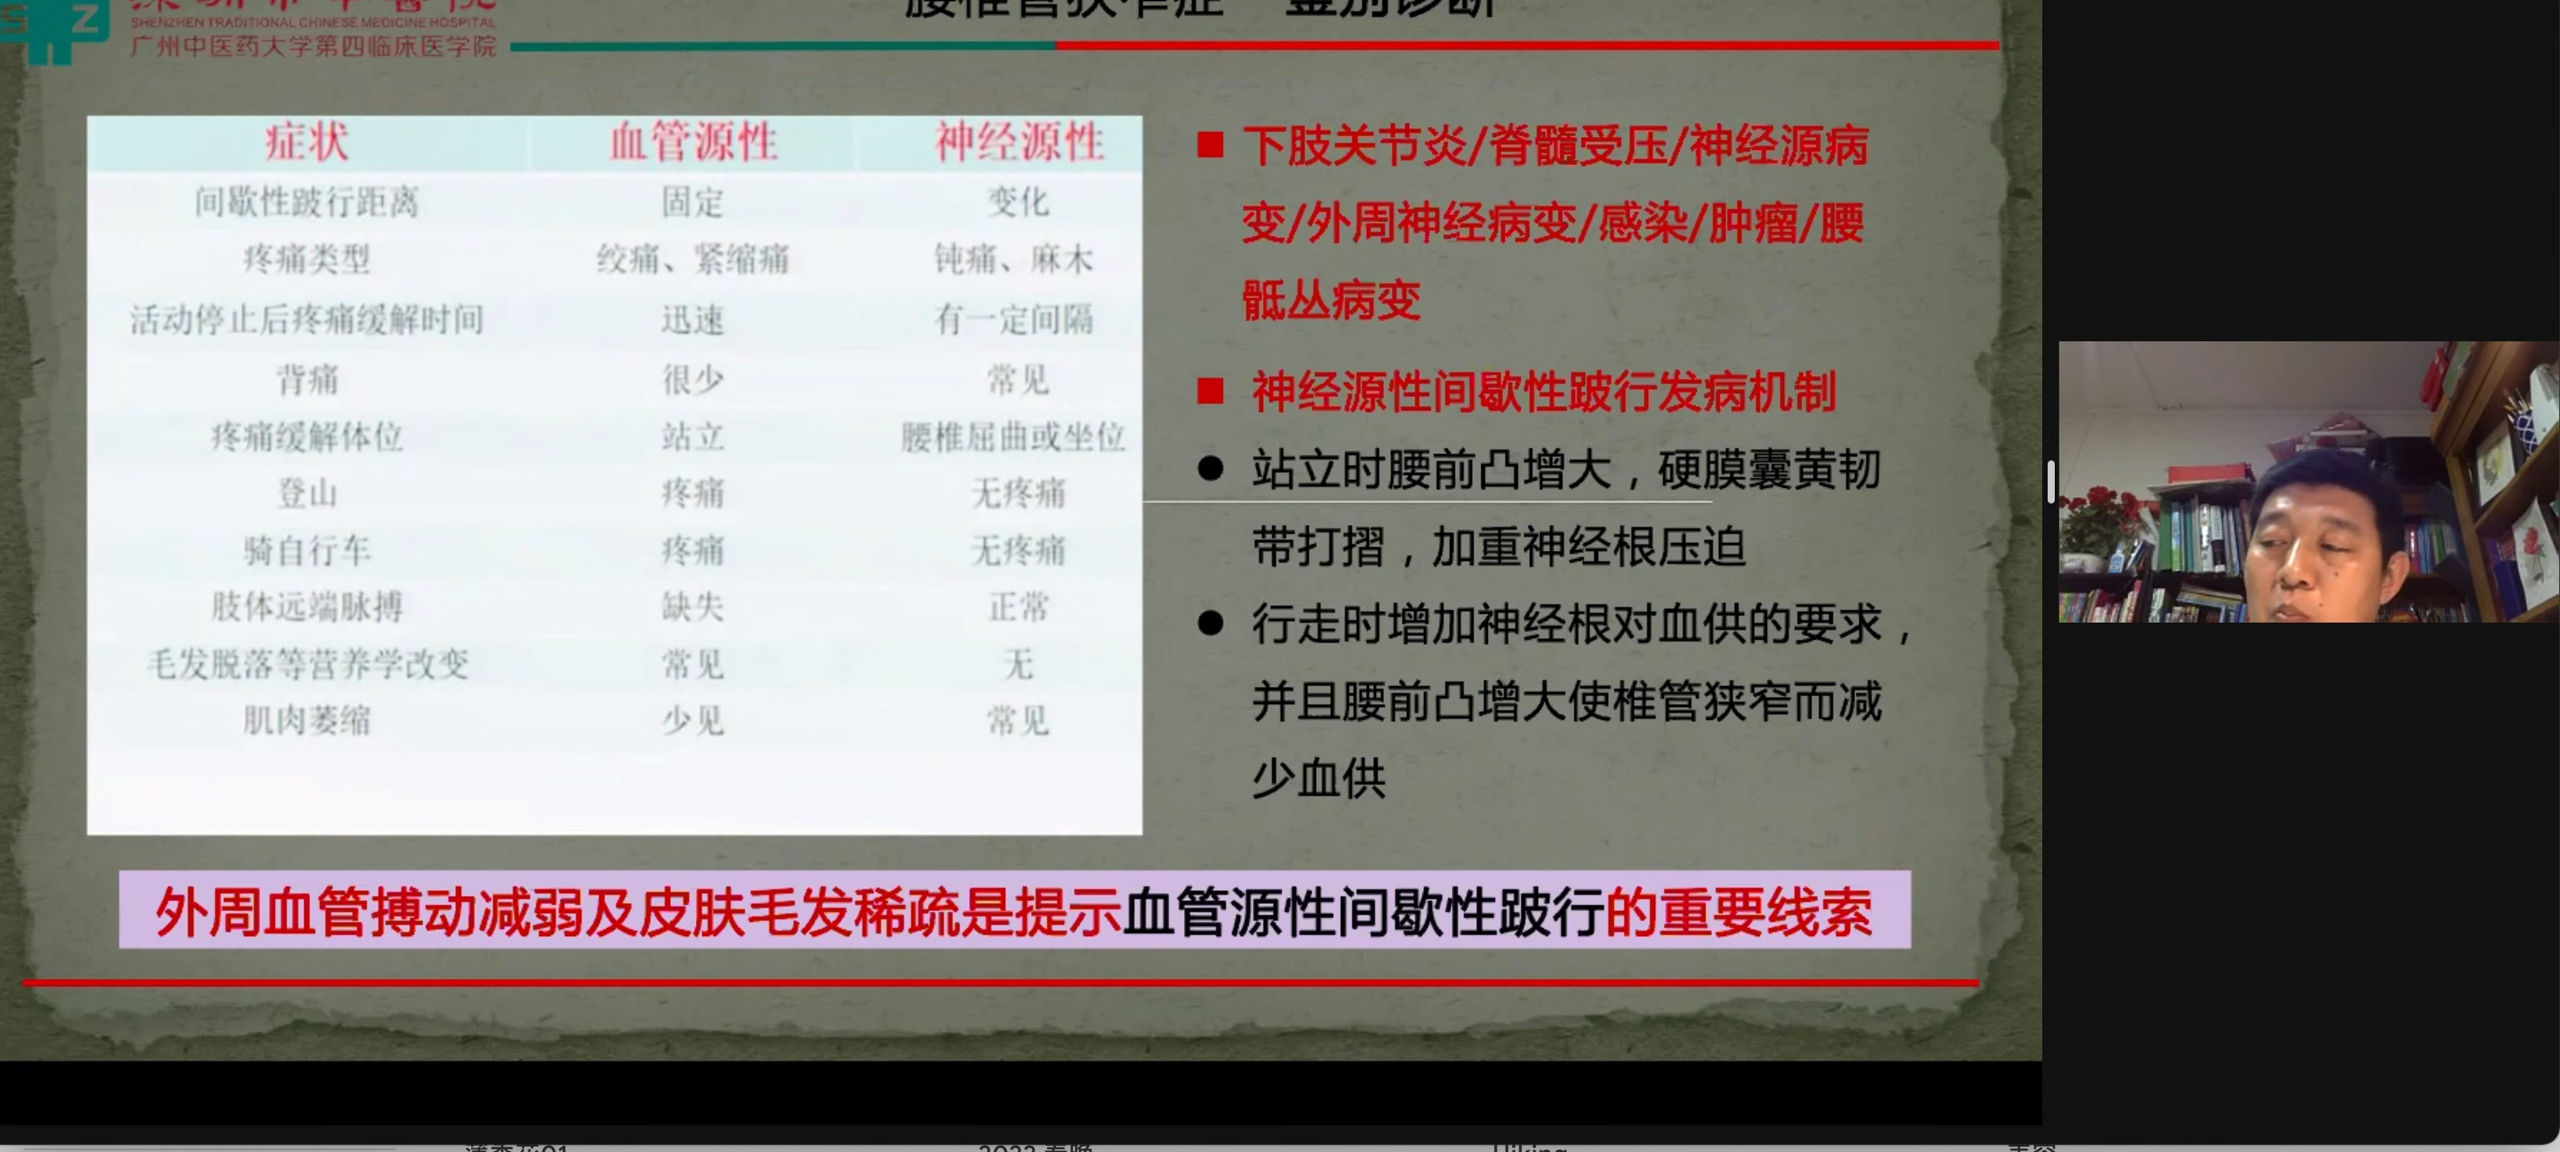 SHENZHEN TRADITIONAL CHINESE MEDICINE HOSPITAL
广州中医药大学第四临床医学院
腰椎管狭窄症 鉴别诊断
症状 血管源性 神经源性
间歇性跛行距离 固定 变化
疼痛类型 绞痛、紧缩痛 钝痛、麻木
活动停止后疼痛缓解时间 迅速 有一定间隔
背痛 很少 常见
疼痛缓解体位 站立 腰椎屈曲或坐位
登山 疼痛 无疼痛
骑自行车 疼痛 无疼痛
肢体远端脉搏 缺失 正常
毛发脱落等营养学改变 常见 无
肌肉萎缩 少见 常见
■ 下肢关节炎/脊髓受压/神经源病
变/外周神经病变/感染/肿瘤/腰
骶丛病变
■ 神经源性间歇性跛行发病机制
● 站立时腰前凸增大，硬膜囊黄韧
带打摺，加重神经根压迫
● 行走时增加神经根对血供的要求，
并且腰前凸增大使椎管狭窄而减
少血供
外周血管搏动减弱及皮肤毛发稀疏是提示血管源性间歇性跛行的重要线索